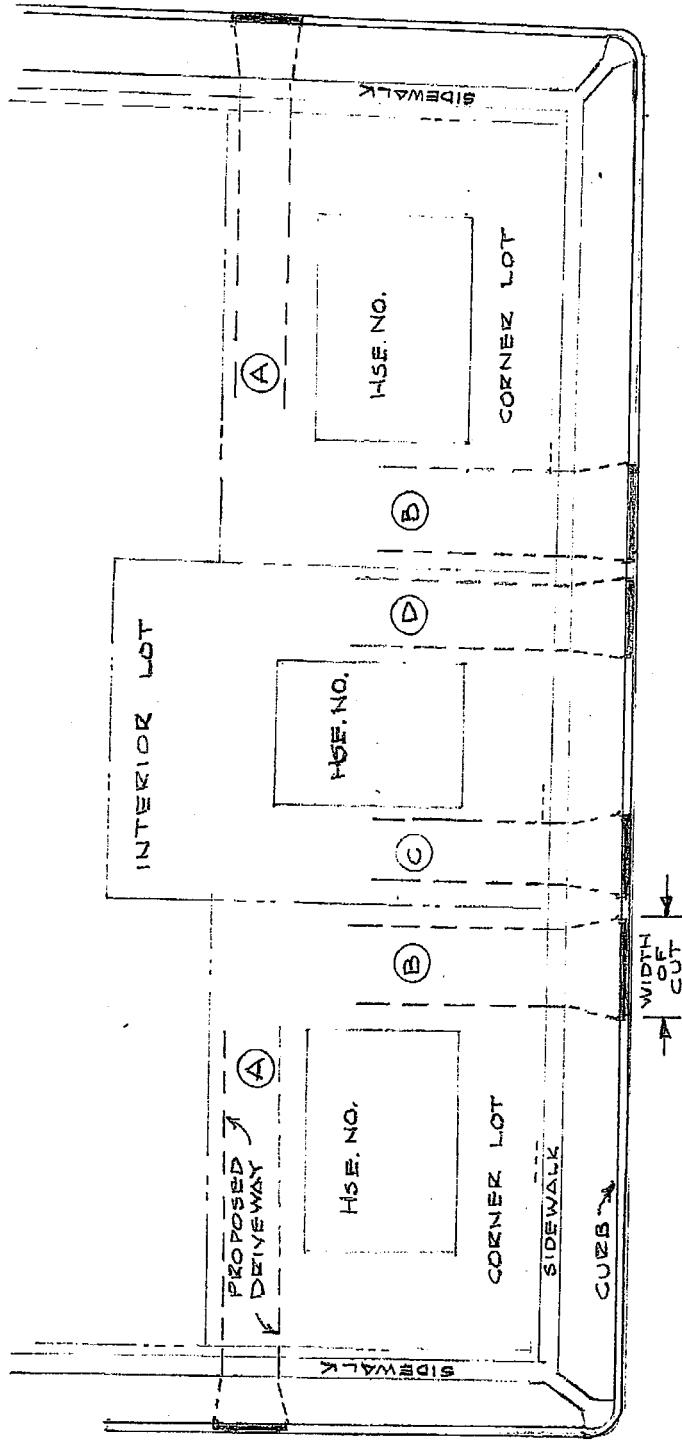 SIDEWALK
A
HSE. NO.
CORNER LOT
B
D
INTERIOR LOT
HSE. NO.
C
B
WIDTH
OF
CUT
PROPOSED
DRIVEWAY
A
HSE. NO.
CORNER LOT
SIDEWALK
CURB
SIDEWALK